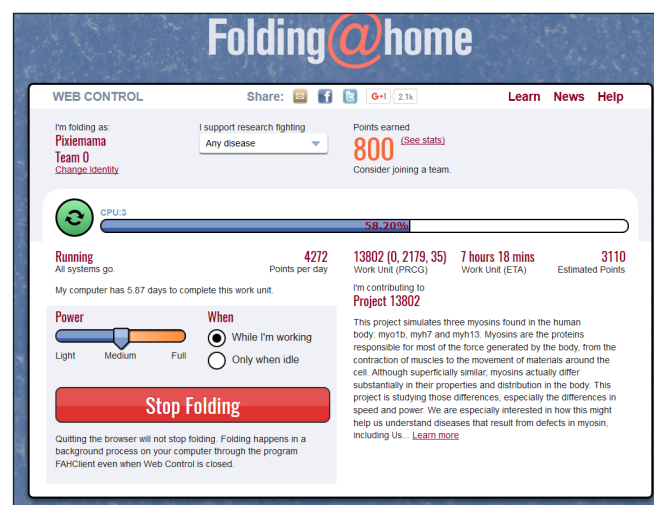 Folding@home
WEB CONTROL
Share:
G+1 2.1k
Learn News Help
I'm folding as:
Pixiemama
Team 0
Change Identity
I support research fighting
Any disease
Points earned
800 (See stats)
Consider joining a team.
CPU:3
58.20%
Running
All systems go.
4272
Points per day
My computer has 5.87 days to complete this work unit.
Power
Light Medium Full
When
While I'm working
Only when idle
Stop Folding
Quitting the browser will not stop folding. Folding happens in a
background process on your computer through the program
FAHClient even when Web Control is closed.
13802 (0, 2179, 35)
Work Unit (PRCG)
7 hours 18 mins
Work Unit (ETA)
3110
Estimated Points
I'm contributing to
Project 13802
This project simulates three myosins found in the human
body: myo1b, myh7 and myh13. Myosins are the proteins
responsible for most of the force generated by the body, from the
contraction of muscles to the movement of materials around the
cell. Although superficially similar, myosins actually differ
substantially in their properties and distribution in the body. This
project is studying those differences, especially the differences in
speed and power. We are especially interested in how this might
help us understand diseases that result from defects in myosin,
including Us... Learn more